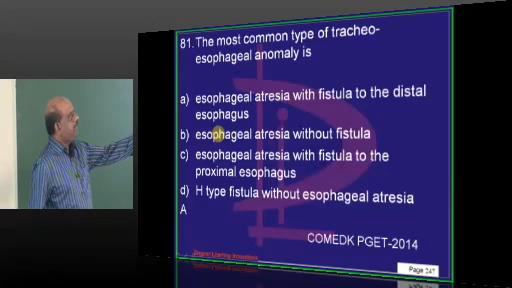 81. The most common type of tracheo-
esophageal anomaly is
a) esophageal atresia with fistula to the distal
esophagus
b) esophageal atresia without fistula
c) esophageal atresia with fistula to the
proximal esophagus
d) H type fistula without esophageal atresia
A
COMEDK PGET-2014
Page 247